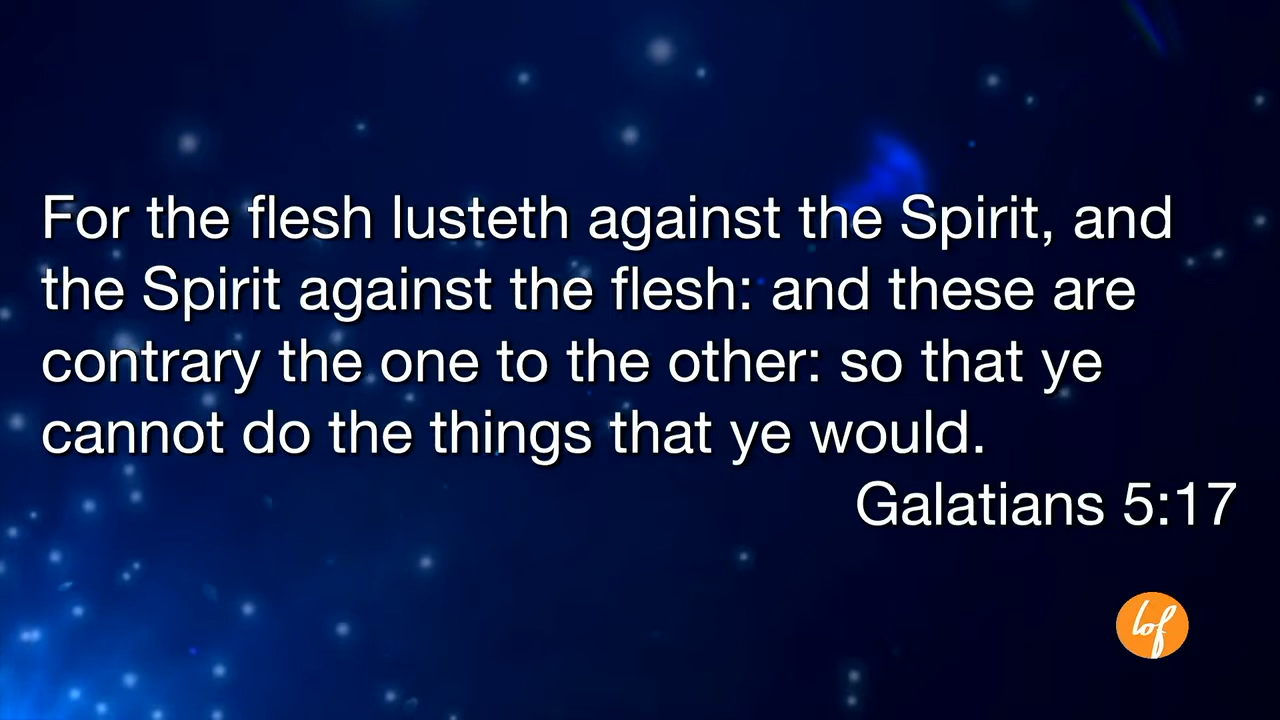 For the flesh lusteth against the Spirit, and
the Spirit against the flesh: and these are
contrary the one to the other: so that ye
cannot do the things that ye would.
Galatians 5:17
lof